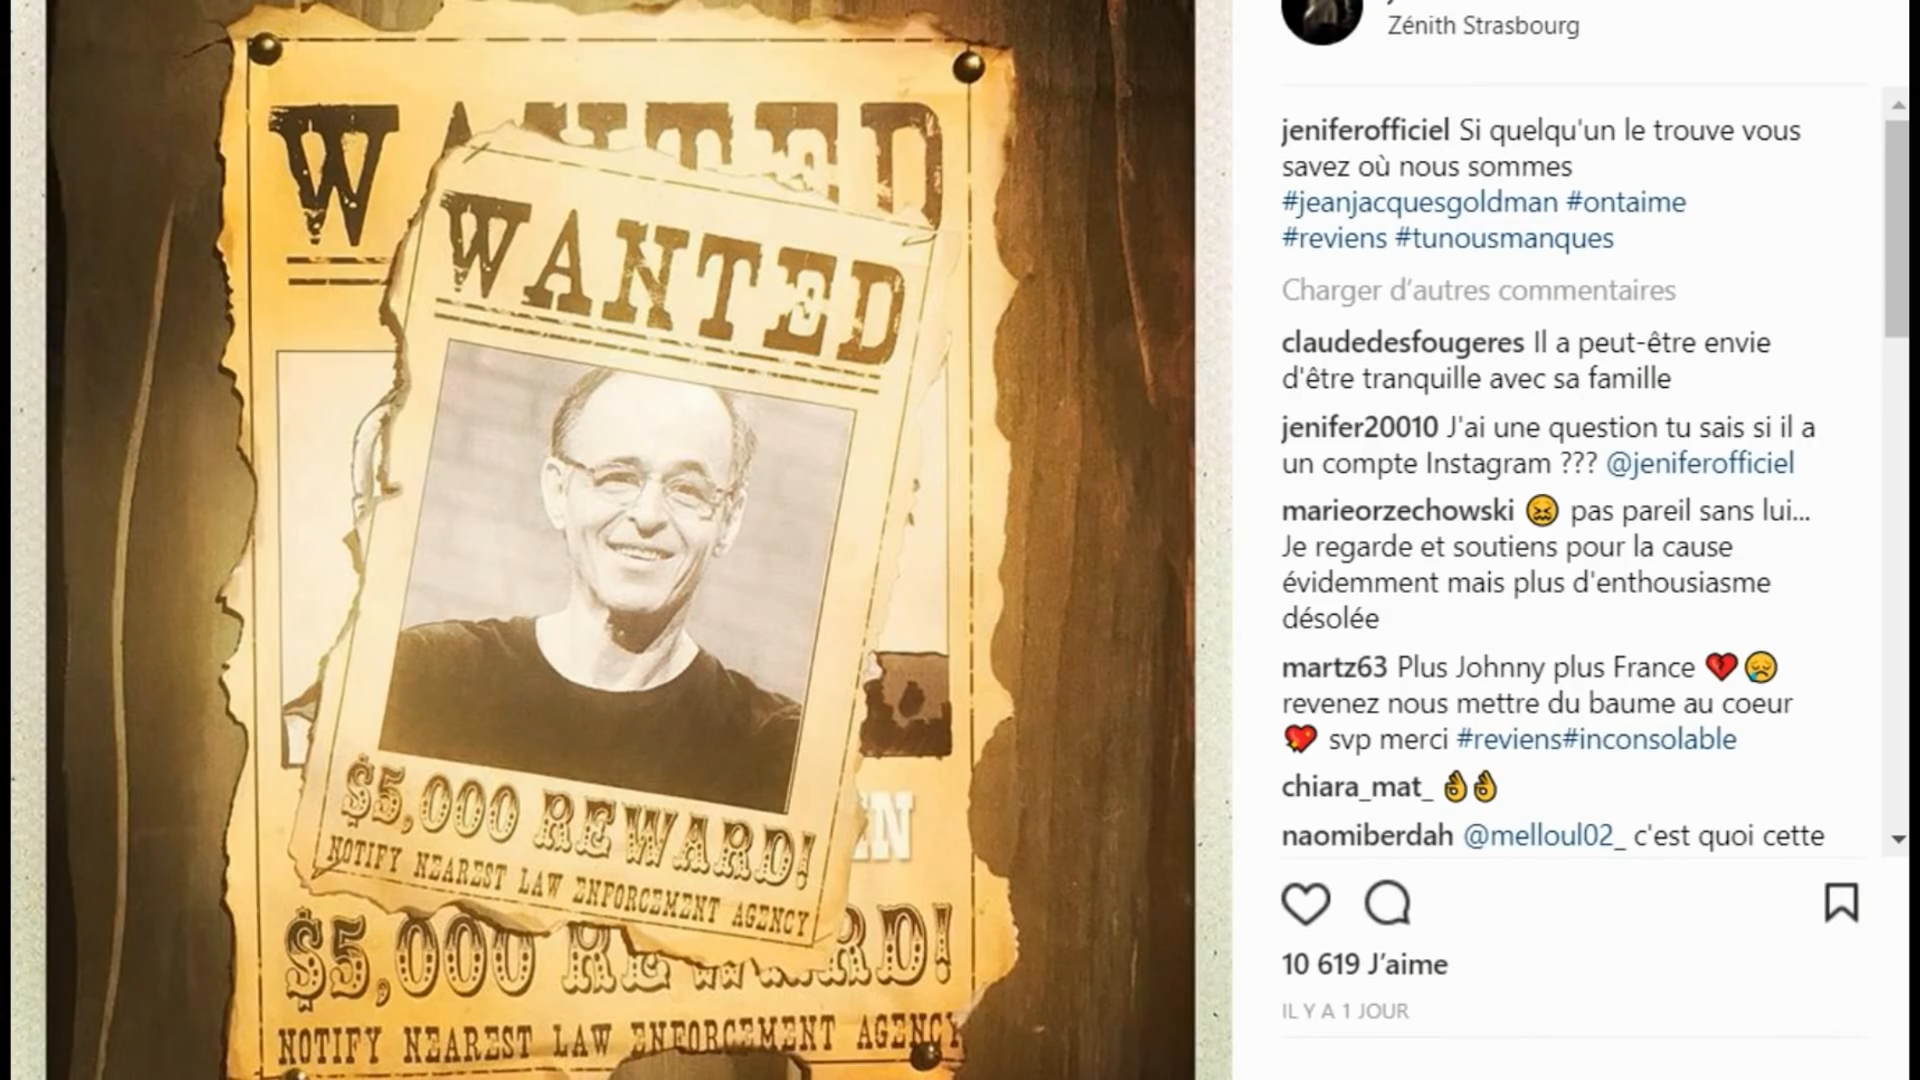 WANTED
WANTED
$5,000 REWARD!
NOTIFY NEAREST LAW ENFORCEMENT AGENCY
EN
$5,000 REWARD!
NOTIFY NEAREST LAW ENFORCEMENT AGENCY
Zénith Strasbourg
jeniferofficiel Si quelqu'un le trouve vous
savez où nous sommes
#jeanjacquesgoldman #ontaime
#reviens #tunousmanques
Charger d’autres commentaires
claudedesfougeres Il a peut-être envie
d'être tranquille avec sa famille
jenifer20010 J'ai une question tu sais si il a
un compte Instagram ??? @jeniferofficiel
marieorzechowski 😖 pas pareil sans lui...
Je regarde et soutiens pour la cause
évidemment mais plus d'enthousiasme
désolée
martz63 Plus Johnny plus France 💔😥
revenez nous mettre du baume au coeur
💖 svp merci #reviens#inconsolable
chiara_mat_ 👌👌
naomiberdah @melloul02_ c'est quoi cette
10 619 J’aime
IL Y A 1 JOUR